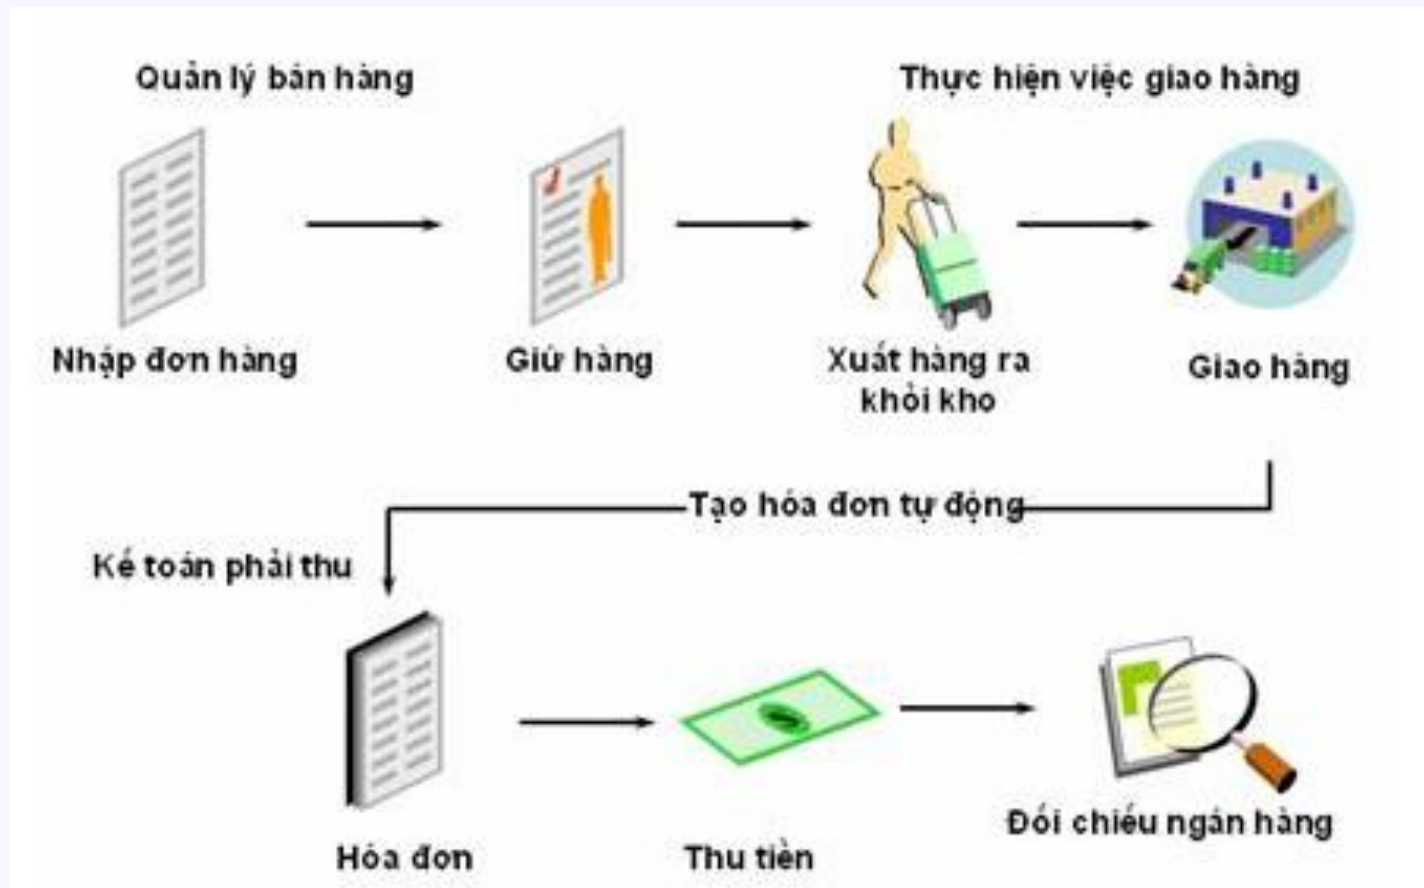 Quản lý bán hàng
Thực hiện việc giao hàng
Nhập đơn hàng
Giữ hàng
Xuất hàng ra
khỏi kho
Giao hàng
Tạo hóa đơn tự động
Kế toán phải thu
Hóa đơn
Thu tiền
Đối chiếu ngân hàng